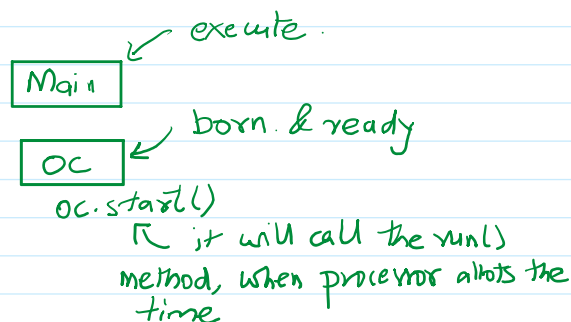 execute.
Main
born. & ready
OC
oc.start()
it will call the run()
method, when processor allots the
time